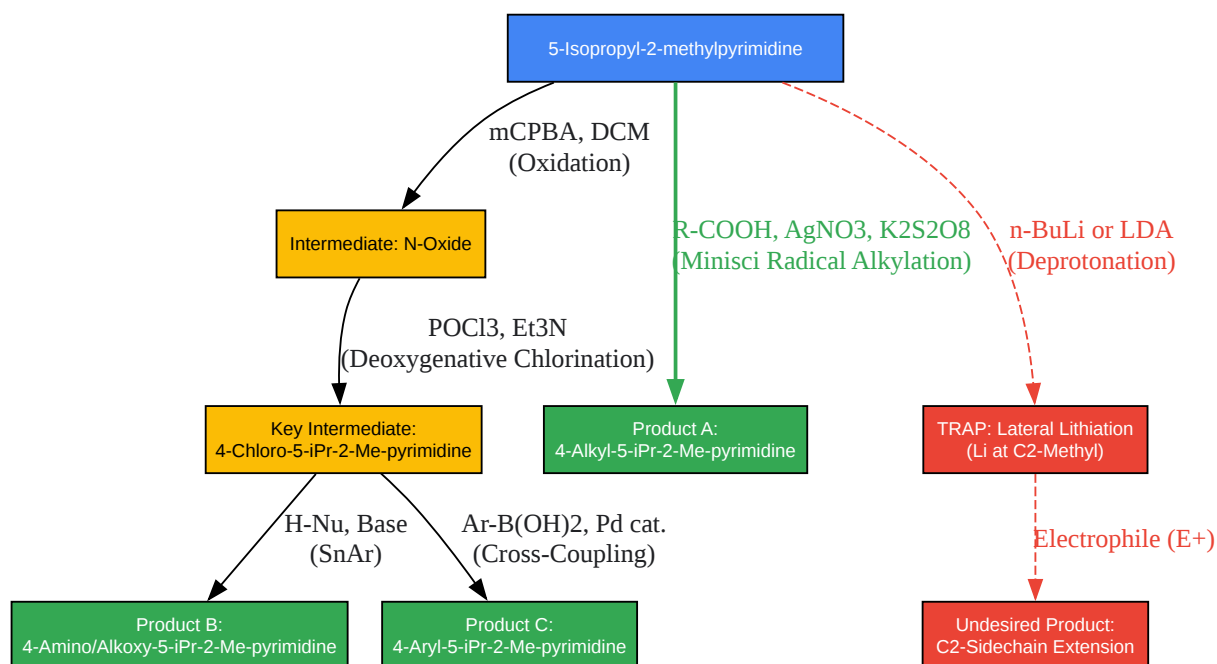 5-Isopropyl-2-methylpyrimidine
mCPBA, DCM
(Oxidation)
Intermediate: N-Oxide
R-COOH, AgNO3, K2S2O8
(Minisci Radical Alkylation)
n-BuLi or LDA
(Deprotonation)
POCl3, Et3N
(Deoxygenative Chlorination)
Key Intermediate:
4-Chloro-5-iPr-2-Me-pyrimidine
Product A:
4-Alkyl-5-iPr-2-Me-pyrimidine
TRAP: Lateral Lithiation
(Li at C2-Methyl)
H-Nu, Base
(SnAr)
Ar-B(OH)2, Pd cat.
(Cross-Coupling)
Electrophile (E+)
Product B:
4-Amino/Alkoxy-5-iPr-2-Me-pyrimidine
Product C:
4-Aryl-5-iPr-2-Me-pyrimidine
Undesired Product:
C2-Sidechain Extension